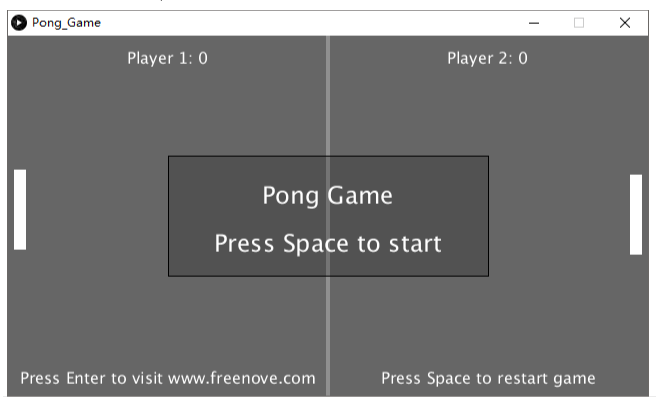 Pong_Game
Player 1: 0
Player 2: 0
Pong Game
Press Space to start
Press Enter to visit www.freenove.com
Press Space to restart game